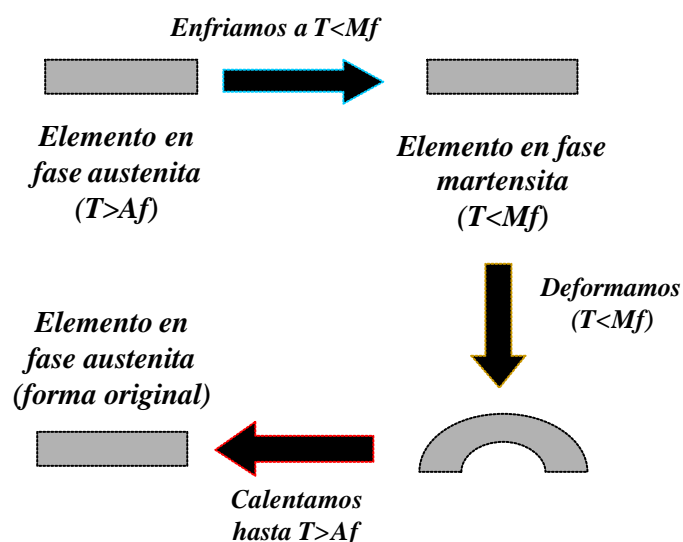 Enfriamos a T<Mf
Elemento en
fase austenita
(T>Af)
Elemento en fase
martensita
(T<Mf)
Deformamos
(T<Mf)
Elemento en
fase austenita
(forma original)
Calentamos
hasta T>Af